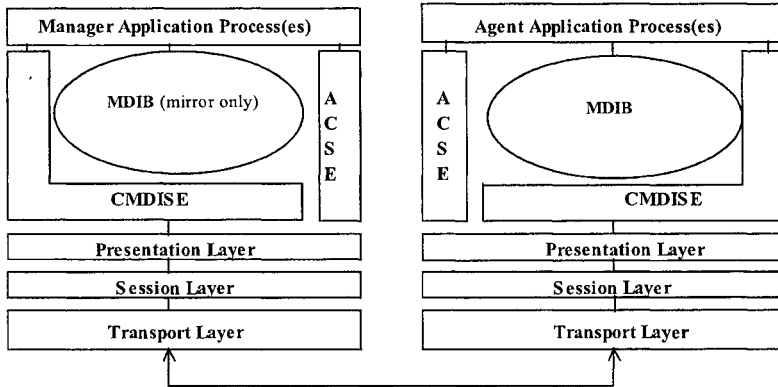 Manager Application Process(es)
MDIB (mirror only)
A
C
S
E
CMDISE
Presentation Layer
Session Layer
Transport Layer
Agent Application Process(es)
A
C
S
E
MDIB
CMDISE
Presentation Layer
Session Layer
Transport Layer